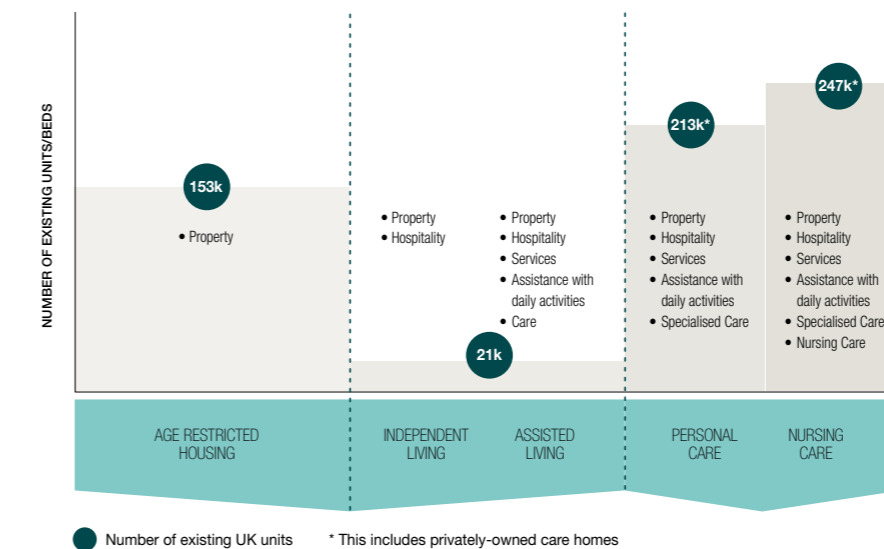 NUMBER OF EXISTING UNITS/BEDS
153k
• Property
• Property
• Hospitality
• Property
• Hospitality
• Services
• Assistance with
daily activities
• Care
21k
213k*
• Property
• Hospitality
• Services
• Assistance with
daily activities
• Specialised Care
247k*
• Property
• Hospitality
• Services
• Assistance with
daily activities
• Specialised Care
• Nursing Care
AGE RESTRICTED
HOUSING
INDEPENDENT
LIVING
ASSISTED
LIVING
PERSONAL
CARE
NURSING
CARE
Number of existing UK units
* This includes privately-owned care homes